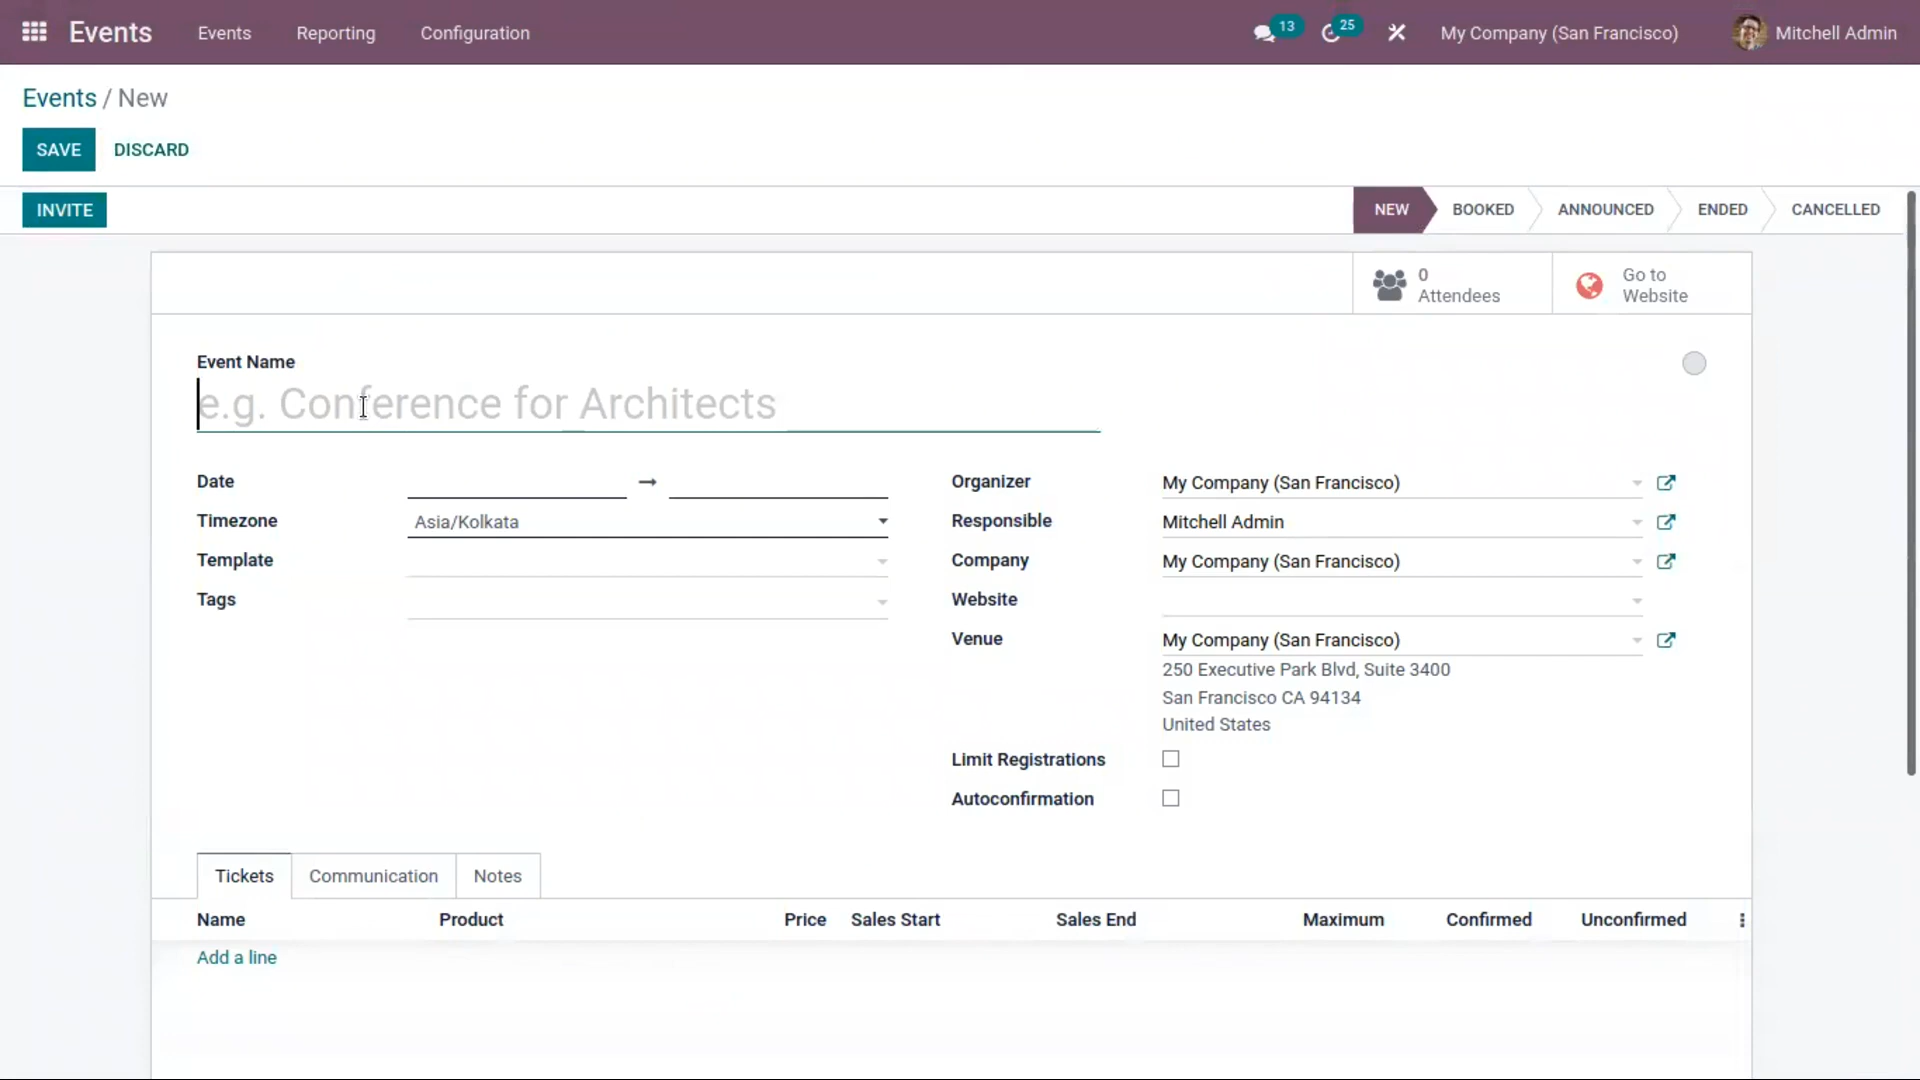 Events Events Reporting Configuration 13 25 My Company (San Francisco) Mitchell Admin
Events / New
SAVE DISCARD
INVITE NEW BOOKED ANNOUNCED ENDED CANCELLED
0 Attendees
Go to Website
Event Name
e.g. Conference for Architects
Date → Organizer My Company (San Francisco)
Timezone Asia/Kolkata Responsible Mitchell Admin
Template Company My Company (San Francisco)
Tags Website
Venue My Company (San Francisco)
250 Executive Park Blvd, Suite 3400
San Francisco CA 94134
United States
Limit Registrations
Autoconfirmation
Tickets Communication Notes
Name Product Price Sales Start Sales End Maximum Confirmed Unconfirmed
Add a line